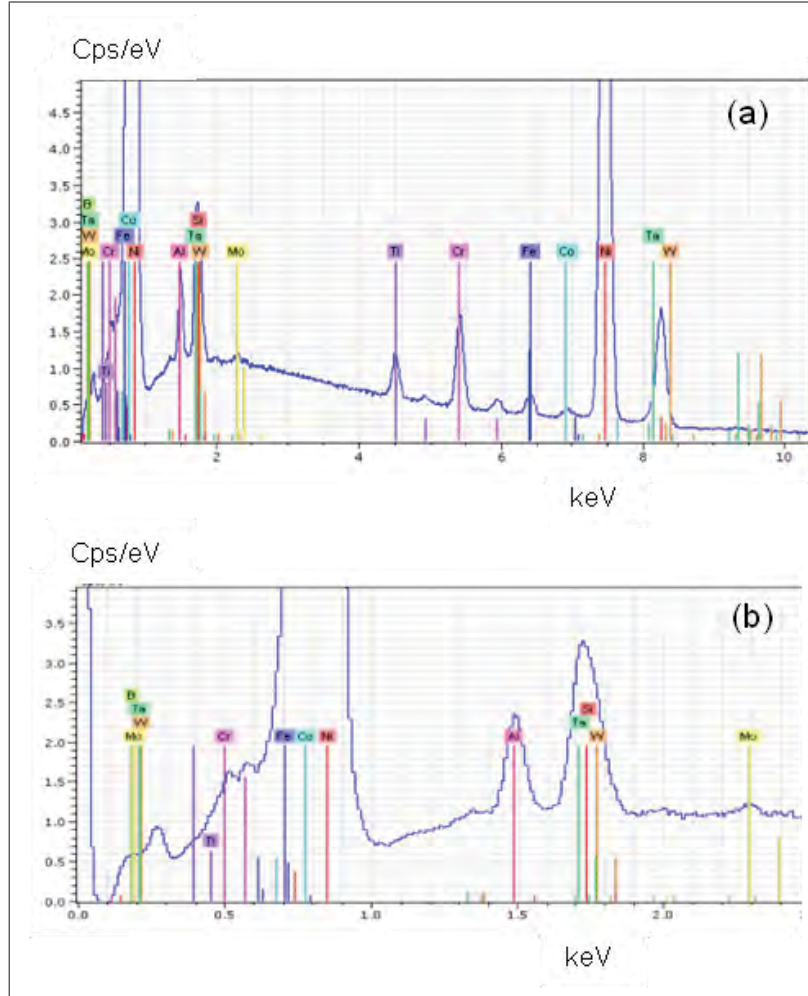 Cps/eV
(a)
4.5
4.0
3.5
3.0
2.5
2.0
1.5
1.0
0.5
0.0
B
Ta Co Si
W Fe Ta Ta
Mo Cr Ni Al W Mo Ti Cr Fe Co Ni W
Ti
2 4 6 8 10
keV
Cps/eV
(b)
3.5
3.0
2.5
2.0
1.5
1.0
0.5
0.0
B
Ta Si
W Ta
Mo Cr Fe Co Ni Al W Mo
Ti
0.0 0.5 1.0 1.5 2.0
keV